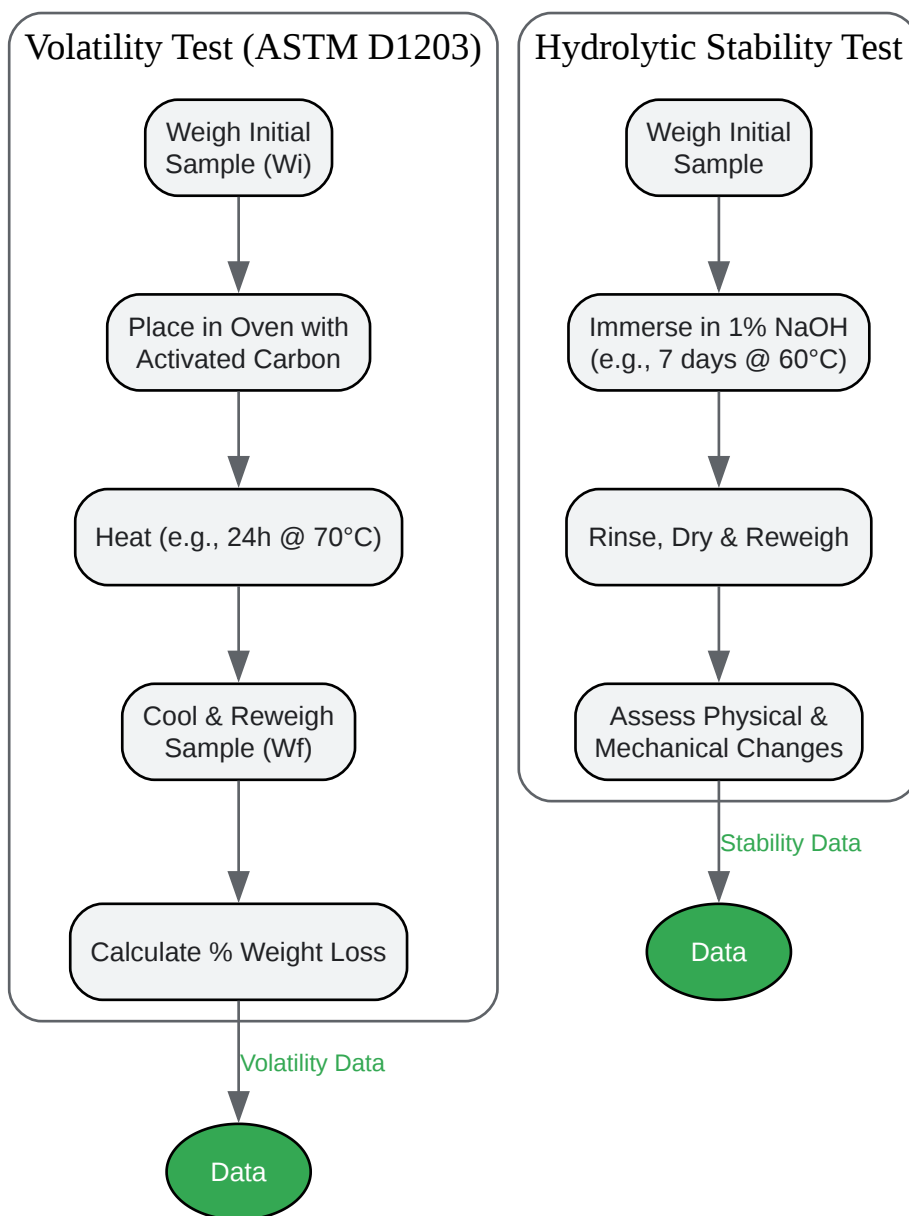 Volatility Test (ASTM D1203)
Weigh Initial
Sample (Wi)
Place in Oven with
Activated Carbon
Heat (e.g., 24h @ 70°C)
Cool & Reweigh
Sample (Wf)
Calculate % Weight Loss
Volatility Data
Data
Hydrolytic Stability Test
Weigh Initial
Sample
Immerse in 1% NaOH
(e.g., 7 days @ 60°C)
Rinse, Dry & Reweigh
Assess Physical &
Mechanical Changes
Stability Data
Data